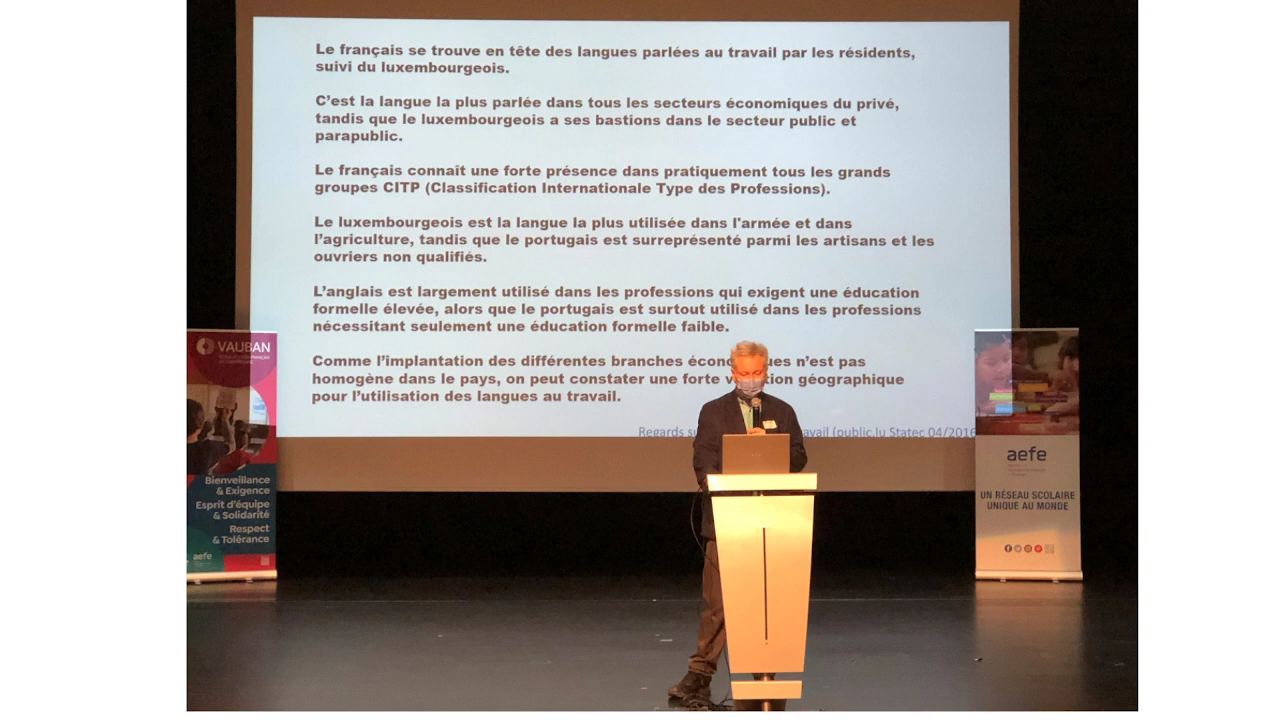 Le français se trouve en tête des langues parlées au travail par les résidents,
suivi du luxembourgeois.
C’est la langue la plus parlée dans tous les secteurs économiques du privé,
tandis que le luxembourgeois a ses bastions dans le secteur public et
parapublic.
Le français connaît une forte présence dans pratiquement tous les grands
groupes CITP (Classification Internationale Type des Professions).
Le luxembourgeois est la langue la plus utilisée dans l'armée et dans
l’agriculture, tandis que le portugais est surreprésenté parmi les artisans et les
ouvriers non qualifiés.
L’anglais est largement utilisé dans les professions qui exigent une éducation
formelle élevée, alors que le portugais est surtout utilisé dans les professions
nécessitant seulement une éducation formelle faible.
Comme l’implantation des différentes branches écono ues n’est pas
homogène dans le pays, on peut constater une forte v tion géographique
pour l’utilisation des langues au travail.
Regards su avail (public.lu Statec 04/2016
VAUBAN
Bienveillance
& Exigence
Esprit d’équipe
& Solidarité
Respect
& Tolérance
aefe
aefe
UN RÉSEAU SCOLAIRE
UNIQUE AU MONDE